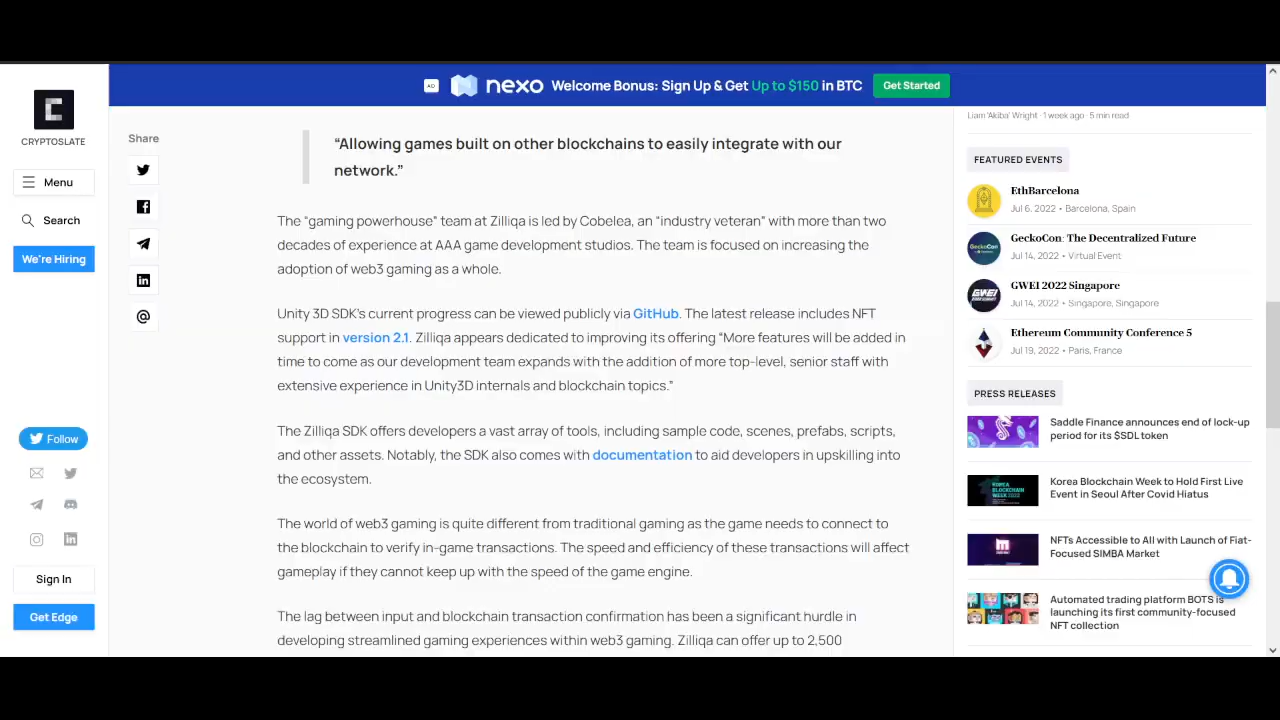 AD nexo Welcome Bonus: Sign Up & Get Up to $150 in BTC Get Started
CRYPTOSLATE
Menu
Search
We're Hiring
Follow
Sign In
Get Edge
Share
“Allowing games built on other blockchains to easily integrate with our
network.”
The “gaming powerhouse” team at Zilliqa is led by Cobelea, an “industry veteran” with more than two
decades of experience at AAA game development studios. The team is focused on increasing the
adoption of web3 gaming as a whole.
Unity 3D SDK's current progress can be viewed publicly via GitHub. The latest release includes NFT
support in version 2.1. Zilliqa appears dedicated to improving its offering “More features will be added in
time to come as our development team expands with the addition of more top-level, senior staff with
extensive experience in Unity3D internals and blockchain topics.”
The Zilliqa SDK offers developers a vast array of tools, including sample code, scenes, prefabs, scripts,
and other assets. Notably, the SDK also comes with documentation to aid developers in upskilling into
the ecosystem.
The world of web3 gaming is quite different from traditional gaming as the game needs to connect to
the blockchain to verify in-game transactions. The speed and efficiency of these transactions will affect
gameplay if they cannot keep up with the speed of the game engine.
The lag between input and blockchain transaction confirmation has been a significant hurdle in
developing streamlined gaming experiences within web3 gaming. Zilliqa can offer up to 2,500
Liam 'Akiba' Wright · 1 week ago · 5 min read
FEATURED EVENTS
EthBarcelona
Jul 6, 2022 • Barcelona, Spain
GeckoCon: The Decentralized Future
Jul 14, 2022 • Virtual Event
GWEI 2022 Singapore
Jul 14, 2022 • Singapore, Singapore
Ethereum Community Conference 5
Jul 19, 2022 • Paris, France
PRESS RELEASES
Saddle Finance announces end of lock-up
period for its $SDL token
Korea Blockchain Week to Hold First Live
Event in Seoul After Covid Hiatus
NFTs Accessible to All with Launch of Fiat-
Focused SIMBA Market
Automated trading platform BOTS is
launching its first community-focused
NFT collection